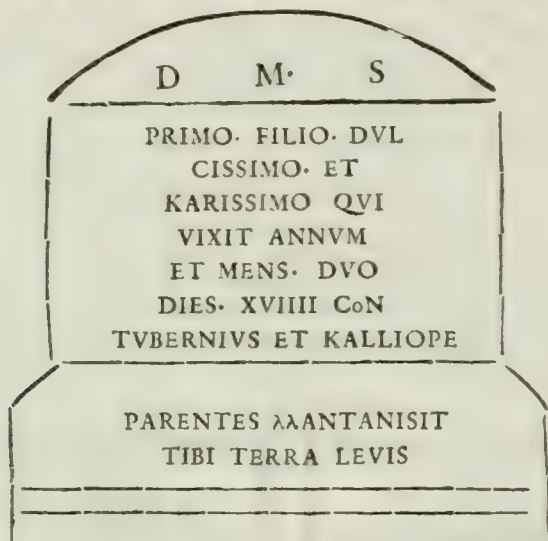 D M· S
PRIMO· FILIO· DVL
CISSIMO· ET
KARISSIMO QVI
VIXIT ANNVM
ET MENS· DVO
DIES· XVIIII CoN
TVBERNIVS ET KALLIOPE
PARENTES λλANTANISIT
TIBI TERRA LEVIS